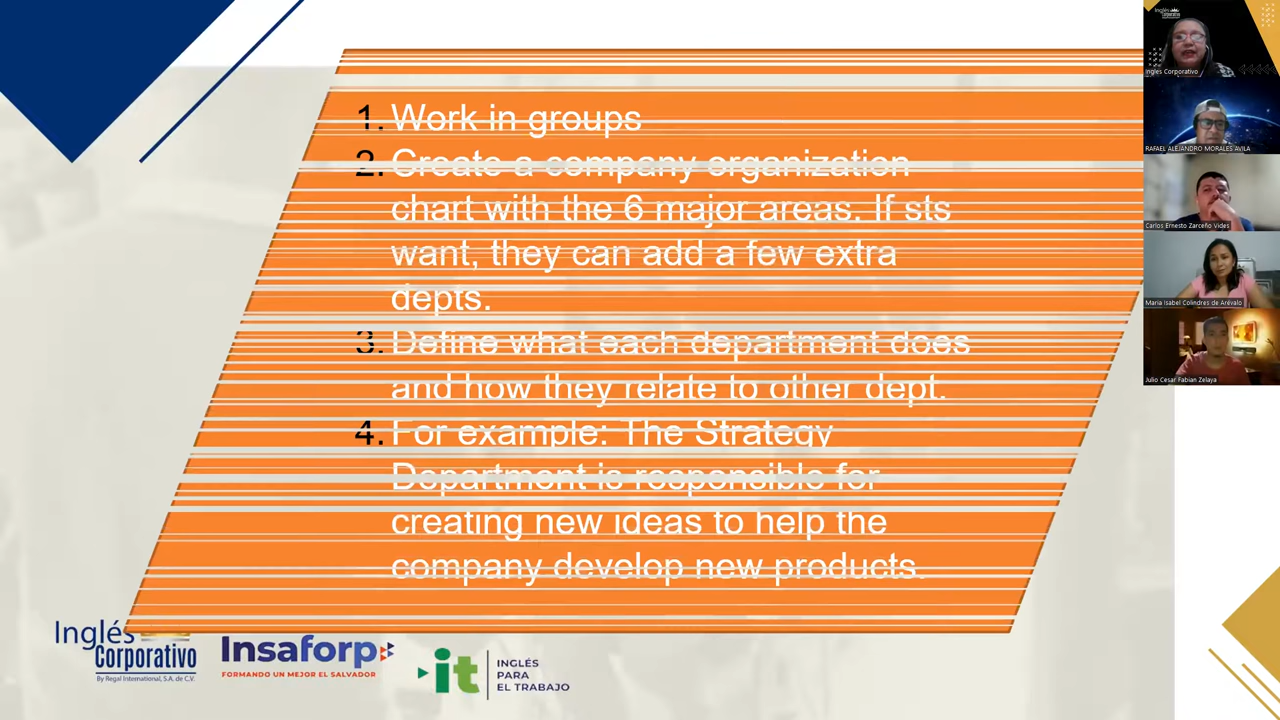 1. Work in groups
2. Create a company organization
chart with the 6 major areas. If sts
want, they can add a few extra
depts.
3. Define what each department does
and how they relate to other dept.
4. For example: The Strategy
Department is responsible for
creating new ideas to help the
company develop new products.
Inglés
Corporativo
By Regal International, S.A. de C.V.
Insaforp
FORMANDO UN MEJOR EL SALVADOR
it
INGLÉS
PARA
EL TRABAJO
Inglés
Corporativo
Ingles Corporativo
RAFAEL ALEJANDRO MORALES AVILA
Carlos Ernesto Zarceño Vides
Maria Isabel Colindres de Arévalo
Julio Cesar Fabian Zelaya